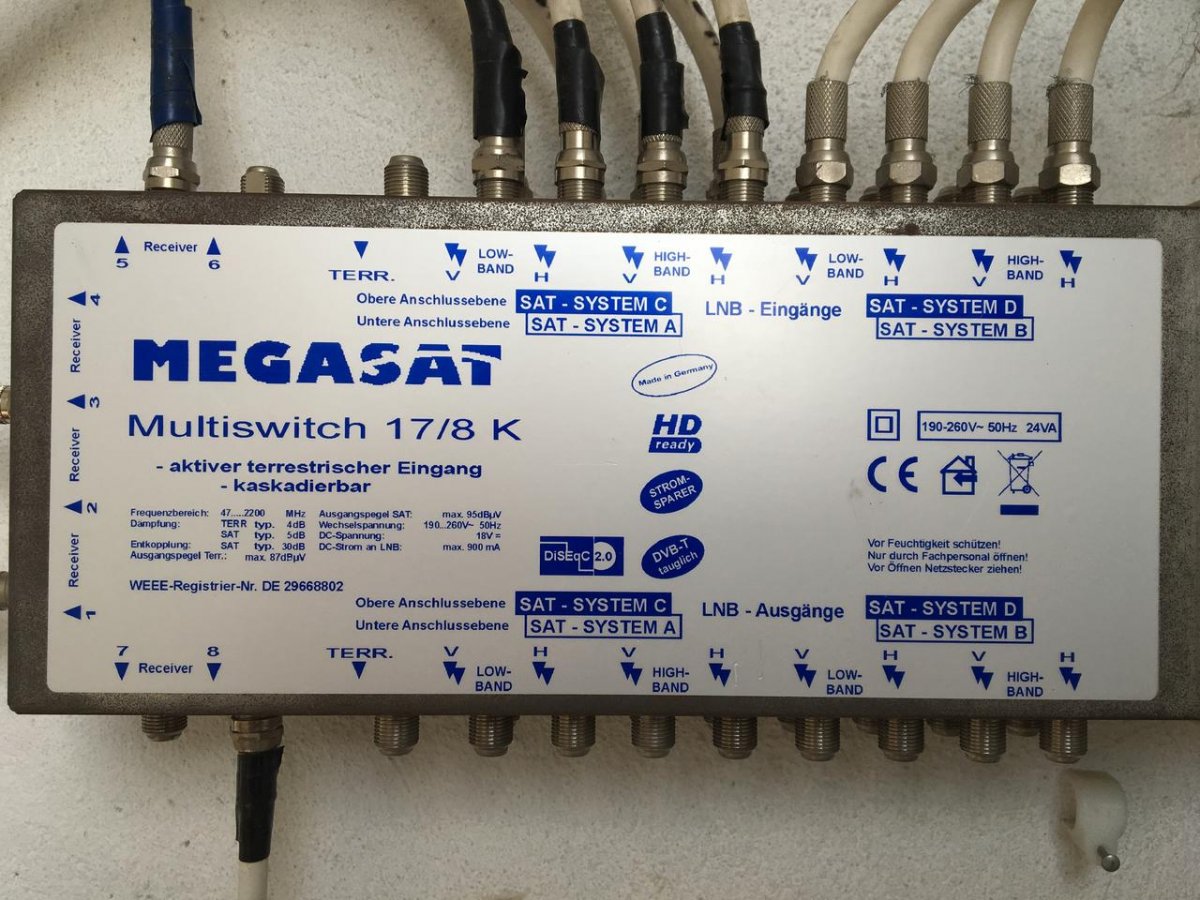 5 Receiver 6
TERR.
V LOW-BAND H
V HIGH-BAND H
V LOW-BAND H
V HIGH-BAND H
Obere Anschlussebene SAT - SYSTEM C LNB - Eingänge SAT - SYSTEM D
Untere Anschlussebene SAT - SYSTEM A SAT - SYSTEM B
4
Receiver
3
Receiver
2
Receiver
1
MEGASAT
Made in Germany
Multiswitch 17/8 K
HD
ready
190-260V~ 50Hz 24VA
- aktiver terrestrischer Eingang
- kaskadierbar
CE
STROM-
SPARER
Frequenzbereich: 47.....2200 MHz
Dämpfung: TERR typ. 4dB
SAT typ. 5dB
Entkopplung: SAT typ. 30dB
Ausgangspegel Terr.: max. 87dBµV
Ausgangspegel SAT: max. 95dBµV
Wechselspannung: 190...260V~ 50Hz
DC-Spannung: 18V =
DC-Strom an LNB: max. 900 mA
DiSEqC 2.0
DVB-T
tauglich
Vor Feuchtigkeit schützen!
Nur durch Fachpersonal öffnen!
Vor Öffnen Netzstecker ziehen!
WEEE-Registrier-Nr. DE 29668802
Obere Anschlussebene SAT - SYSTEM C LNB - Ausgänge SAT - SYSTEM D
Untere Anschlussebene SAT - SYSTEM A SAT - SYSTEM B
7 Receiver 8
TERR.
V LOW-BAND H
V HIGH-BAND H
V LOW-BAND H
V HIGH-BAND H